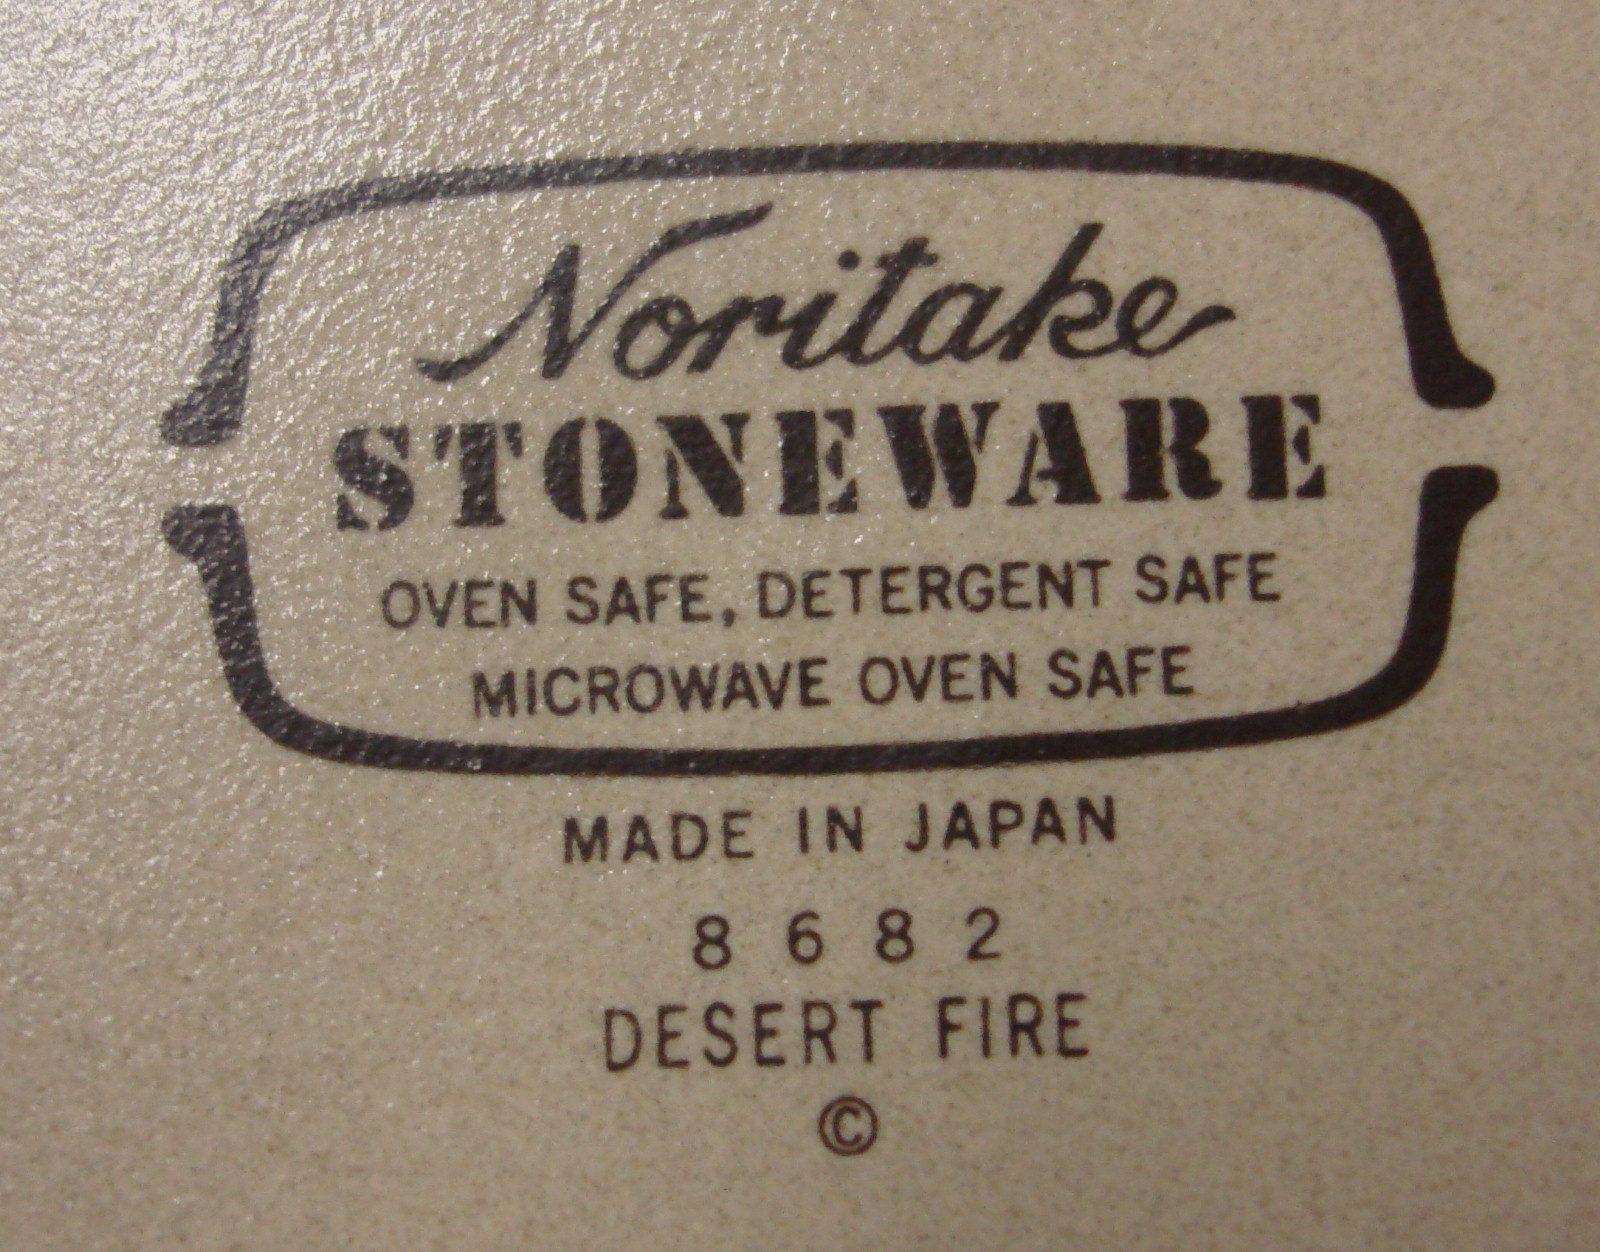 Noritake
STONEWARE
OVEN SAFE, DETERGENT SAFE
MICROWAVE OVEN SAFE
MADE IN JAPAN
8682
DESERT FIRE
©